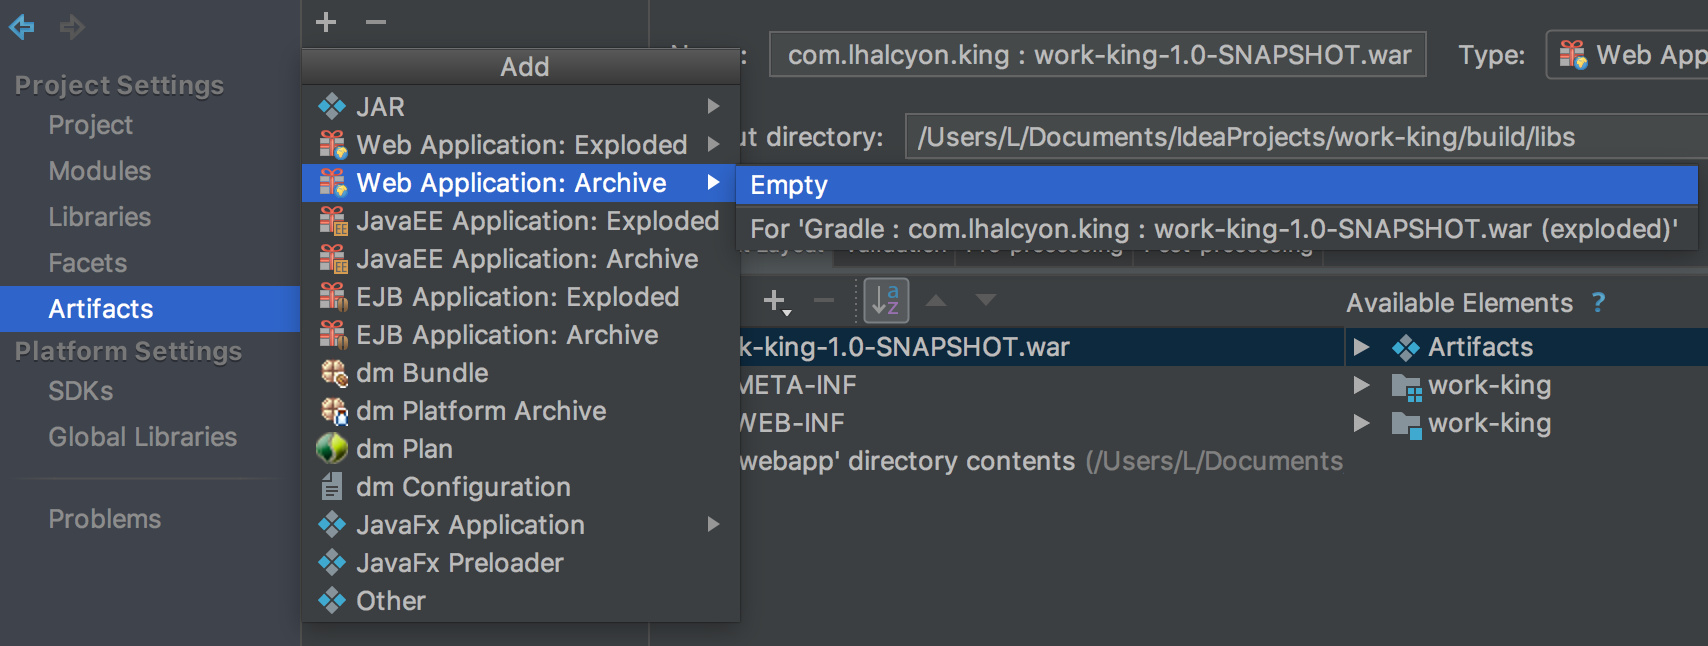 Project Settings
Project
Modules
Libraries
Facets
Artifacts
Platform Settings
SDKs
Global Libraries
Problems
Add
JAR
Web Application: Exploded
Web Application: Archive
JavaEE Application: Exploded
JavaEE Application: Archive
EJB Application: Exploded
EJB Application: Archive
dm Bundle
dm Platform Archive
dm Plan
dm Configuration
JavaFx Application
JavaFx Preloader
Other
com.lhalcyon.king : work-king-1.0-SNAPSHOT.war
Type: Web App
ut directory: /Users/L/Documents/IdeaProjects/work-king/build/libs
Empty
For 'Gradle : com.lhalcyon.king : work-king-1.0-SNAPSHOT.war (exploded)'
a
z
Available Elements ?
k-king-1.0-SNAPSHOT.war
META-INF
WEB-INF
webapp' directory contents (/Users/L/Documents
Artifacts
work-king
work-king